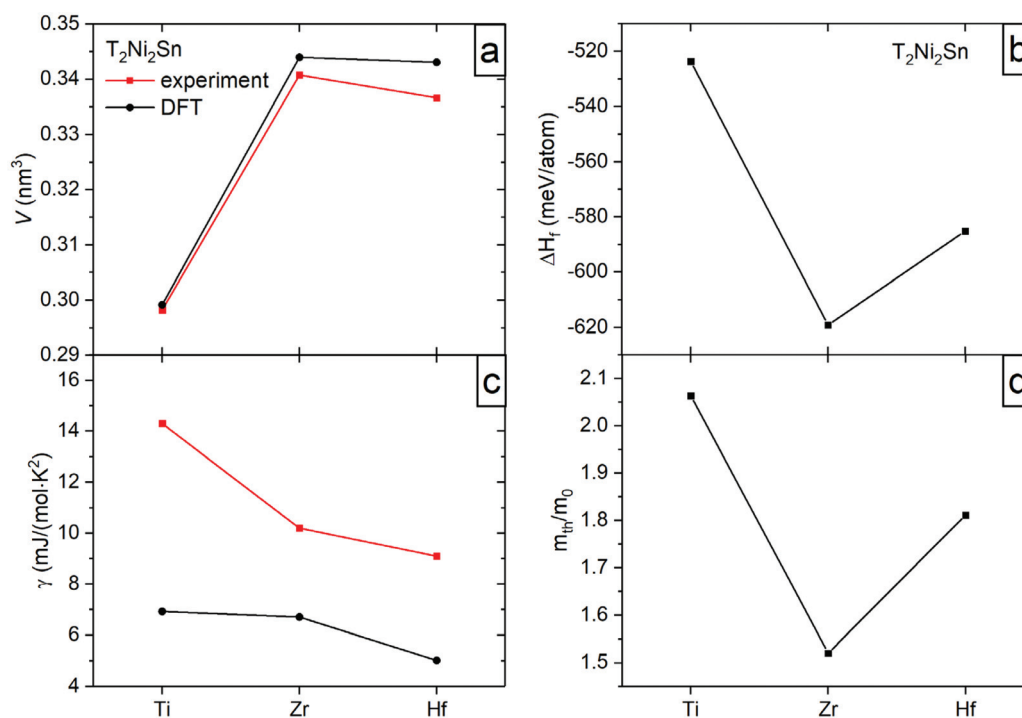 0.35
0.34
0.33
0.32
0.31
0.30
0.29
V (nm³)
T₂Ni₂Sn
experiment
DFT
a
-520
-540
-560
-580
-600
-620
ΔH_f (meV/atom)
T₂Ni₂Sn
b
16
14
12
10
8
6
4
γ (mJ/(mol·K²)
c
Ti
Zr
Hf
2.1
2.0
1.9
1.8
1.7
1.6
1.5
m_th/m₀
d
Ti
Zr
Hf